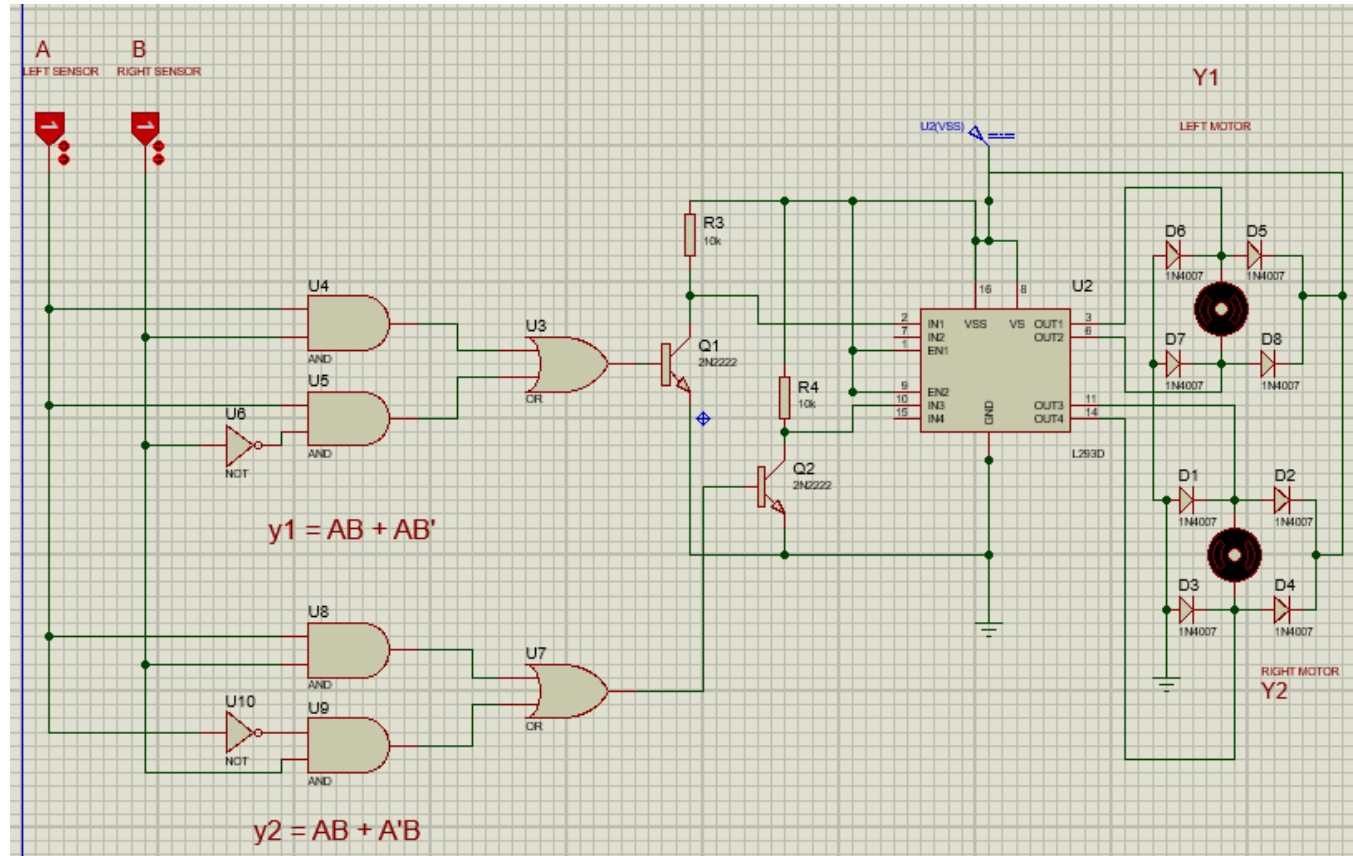 A
B
LEFT SENSOR
RIGHT SENSOR
1
1
Y1
LEFT MOTOR
U2(VSS)
R3
10k
D6
D5
1N4007
1N4007
U4
AND
U3
OR
Q1
2N2222
16
8
U2
2
7
1
9
10
15
IN1
IN2
EN1
EN2
IN3
IN4
VSS
VS
GND
OUT1
OUT2
OUT3
OUT4
3
6
11
14
L293D
D7
D8
1N4007
1N4007
U5
AND
U6
NOT
R4
10k
Q2
2N2222
D1
D2
1N4007
1N4007
y1 = AB + AB'
D3
D4
1N4007
1N4007
U8
AND
U7
OR
U10
NOT
U9
AND
RIGHT MOTOR
Y2
y2 = AB + A'B